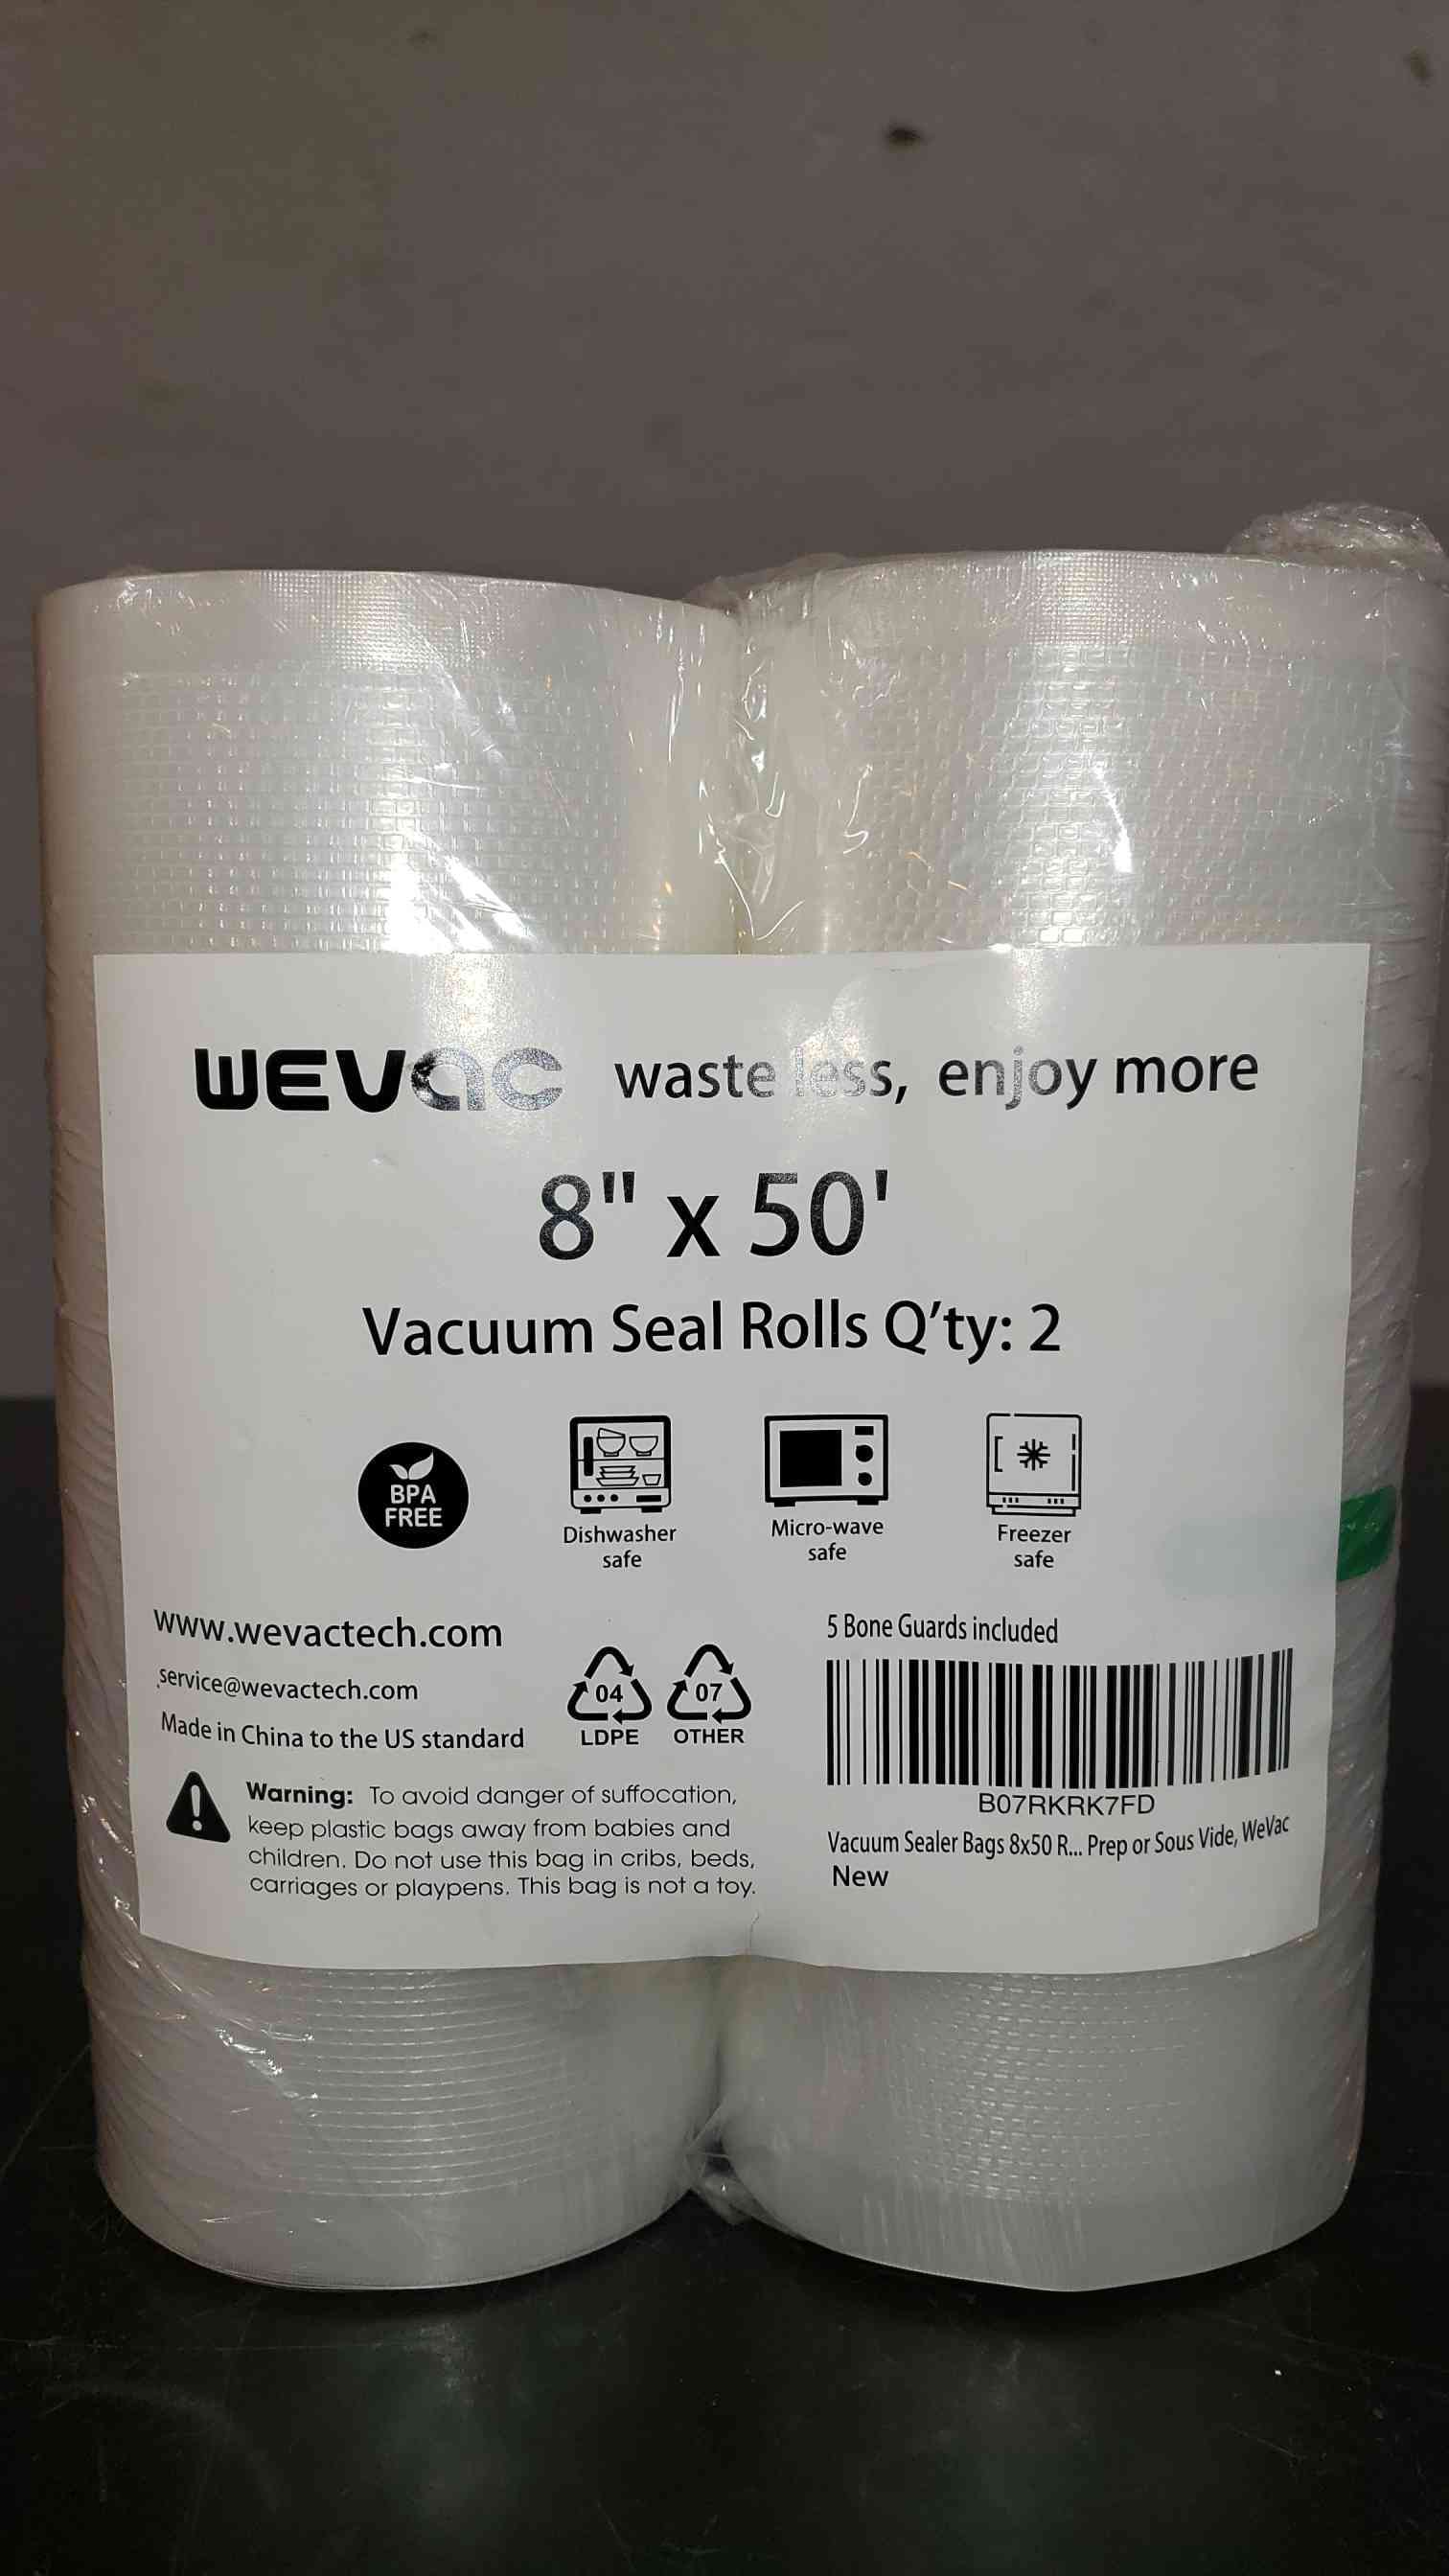 WEVAC waste less, enjoy more
8" x 50'
Vacuum Seal Rolls Q'ty: 2
BPA
FREE
Dishwasher
safe
Micro-wave
safe
Freezer
safe
www.wevactech.com
service@wevactech.com
Made in China to the US standard
04
LDPE
07
OTHER
Warning: To avoid danger of suffocation,
keep plastic bags away from babies and
children. Do not use this bag in cribs, beds,
carriages or playpens. This bag is not a toy.
5 Bone Guards included
B07RKRK7FD
Vacuum Sealer Bags 8x50 R... Prep or Sous Vide, WeVac
New